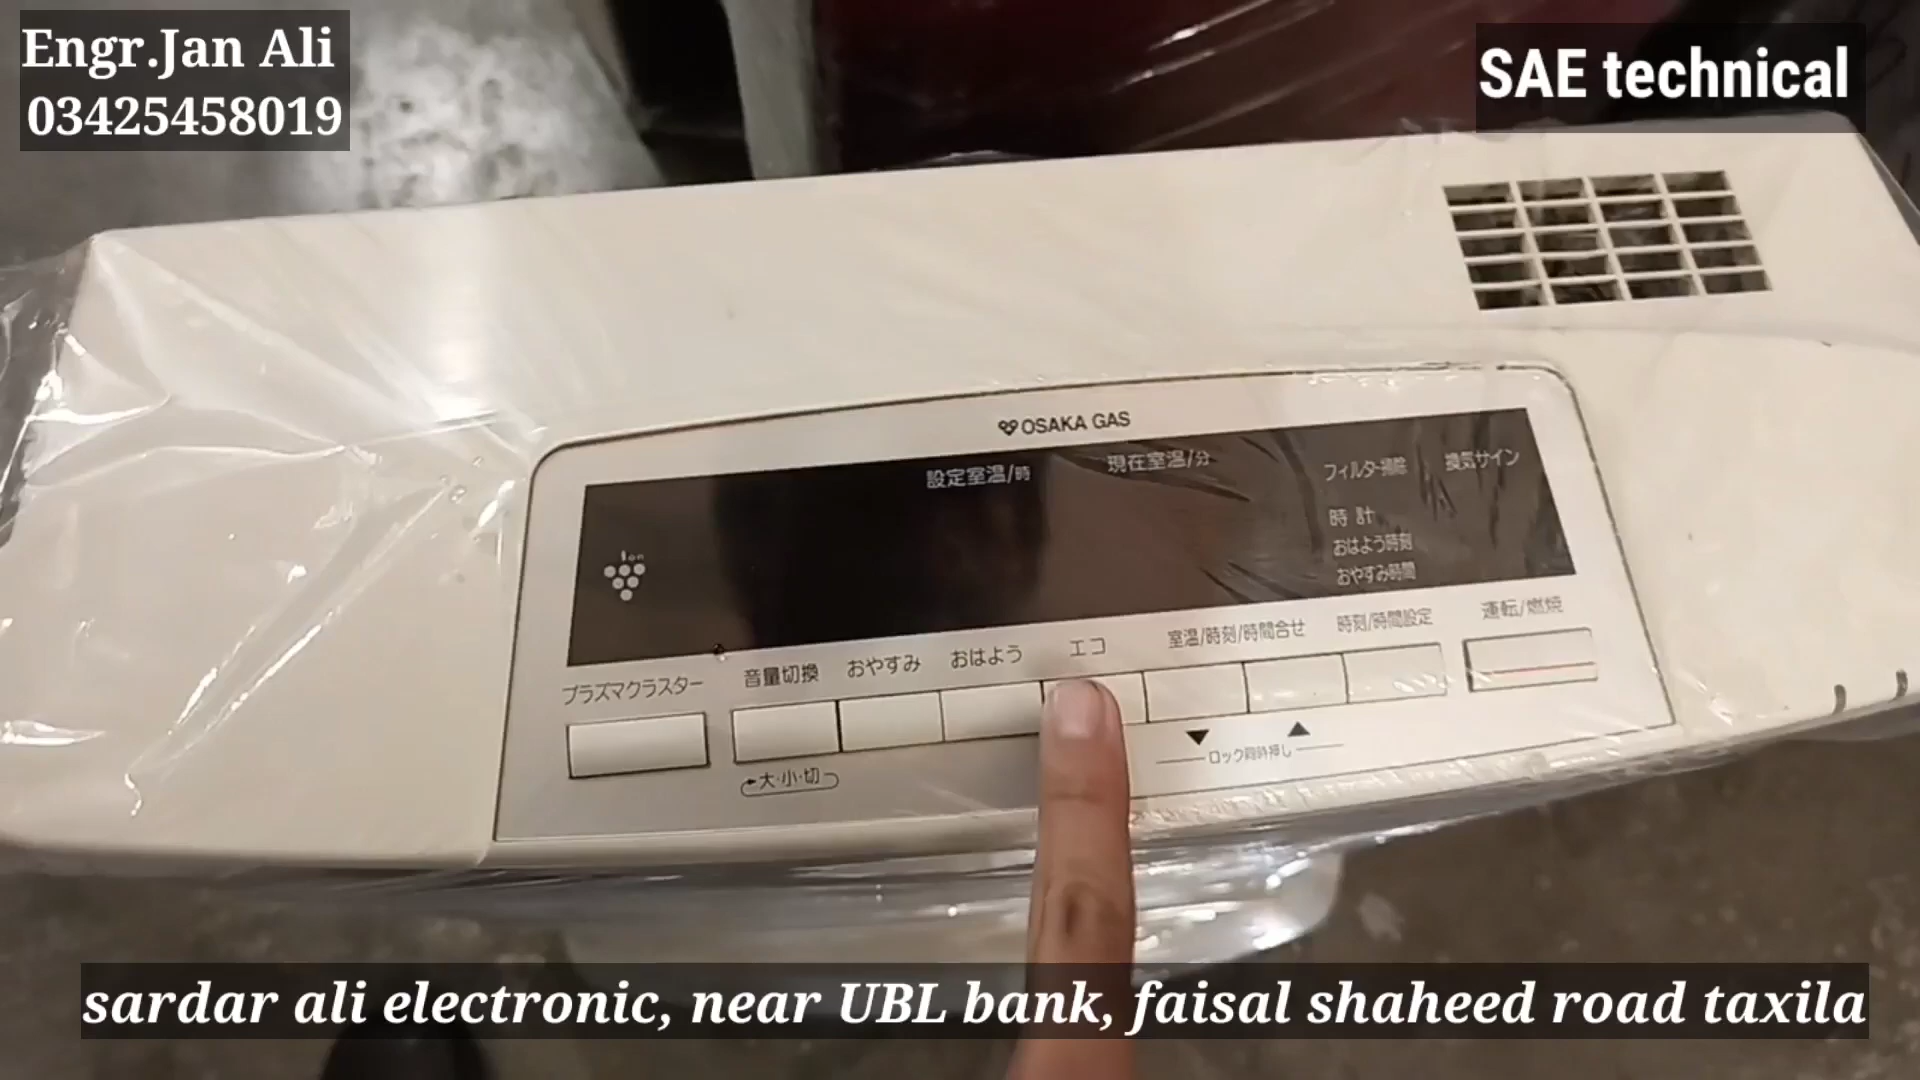 Engr.Jan Ali
03425458019
SAE technical
OSAKA GAS
設定室温/時
現在室温/分
フィルター掃除
換気サイン
時計
おはよう時刻
おやすみ時間
ion
プラズマクラスター
音量切換
おやすみ
おはよう
エコ
室温/時刻/時間合せ
時刻/時間設定
運転/燃焼
大・小・切
▼
▲
ロック同時押し
sardar ali electronic, near UBL bank, faisal shaheed road taxila